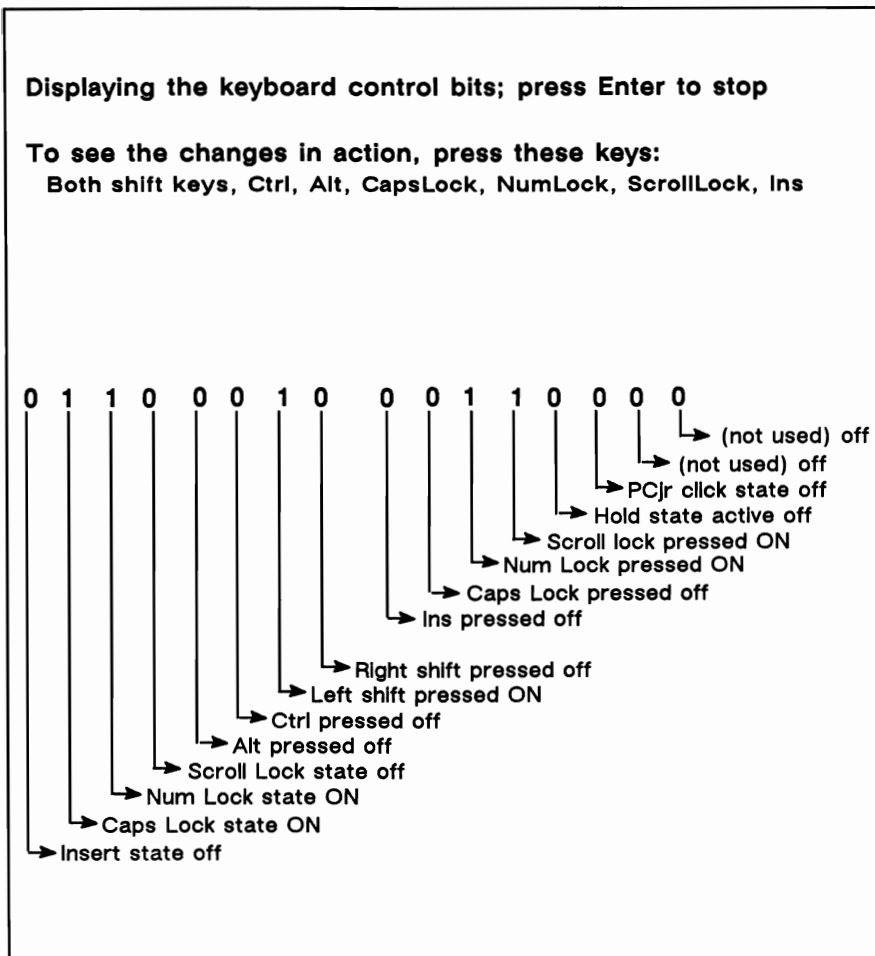 Displaying the keyboard control bits; press Enter to stop
To see the changes in action, press these keys:
Both shift keys, Ctrl, Alt, CapsLock, NumLock, ScrollLock, Ins
0 1 1 0 0 0 1 0 0 0 1 1 0 0 0 0
(not used) off
(not used) off
PCjr click state off
Hold state active off
Scroll lock pressed ON
Num Lock pressed ON
Caps Lock pressed off
Ins pressed off
Right shift pressed off
Left shift pressed ON
Ctrl pressed off
Alt pressed off
Scroll Lock state off
Num Lock state ON
Caps Lock state ON
Insert state off